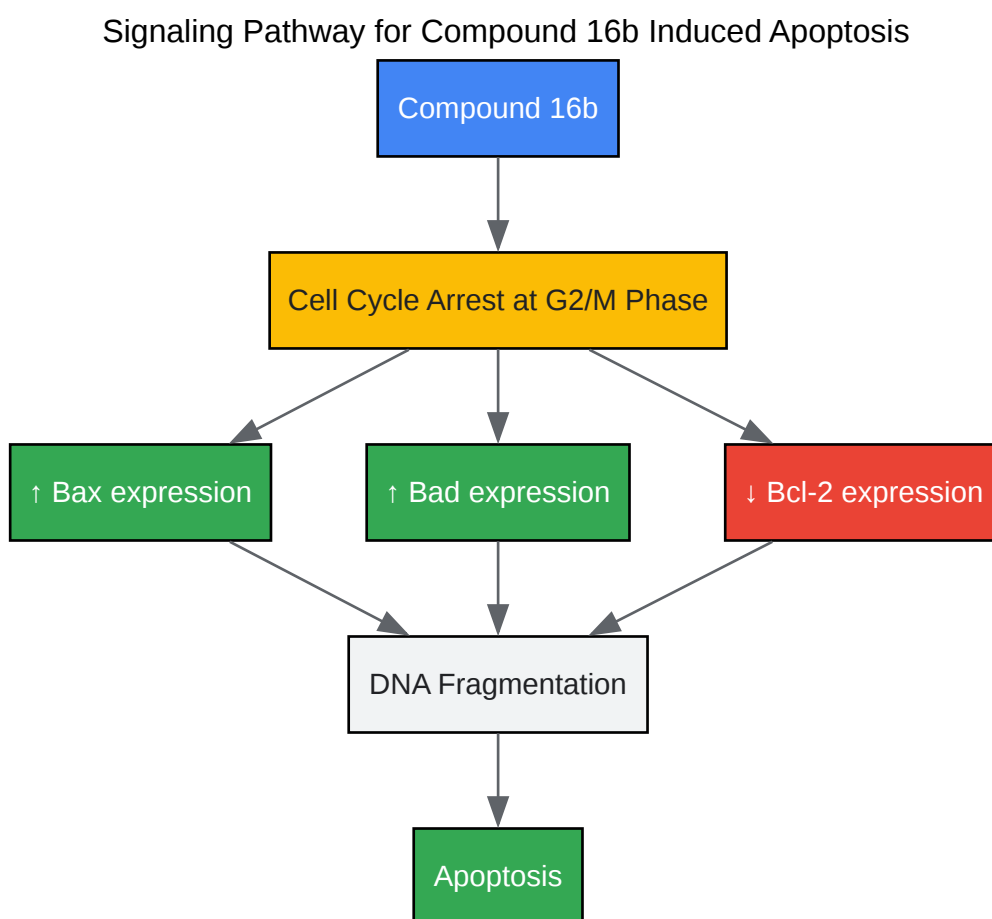 Signaling Pathway for Compound 16b Induced Apoptosis
Compound 16b
Cell Cycle Arrest at G2/M Phase
↑ Bax expression
↑ Bad expression
↓ Bcl-2 expression
DNA Fragmentation
Apoptosis